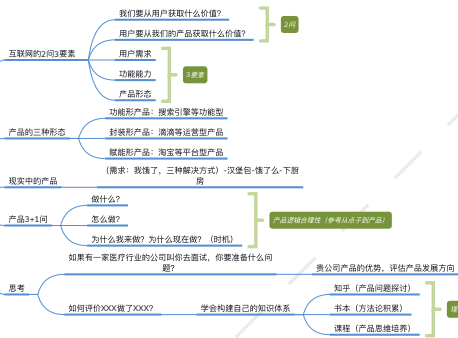 我们要从用户获取什么价值?
用户要从我们的产品获取什么价值?
2问
互联网的2问3要素
用户需求
功能能力
3要素
产品形态
功能形产品：搜索引擎等功能型
产品的三种形态
封装形产品：滴滴等运营型产品
赋能形产品：淘宝等平台型产品
（需求：我饿了，三种解决方式）-汉堡包-饿了么-下厨
房
现实中的产品
做什么?
产品3+1问
怎么做?
产品逻辑合理性（参考从点子到产品）
为什么我来做？为什么现在做？（时机）
如果有一家医疗行业的公司叫你去面试，你要准备什么问
题?
贵公司产品的优势，评估产品发展方向
思考
如何评价XXX做了XXX?
学会构建自己的知识体系
知乎（产品问题探讨）
书本（方法论积累）
理
课程（产品思维培养）